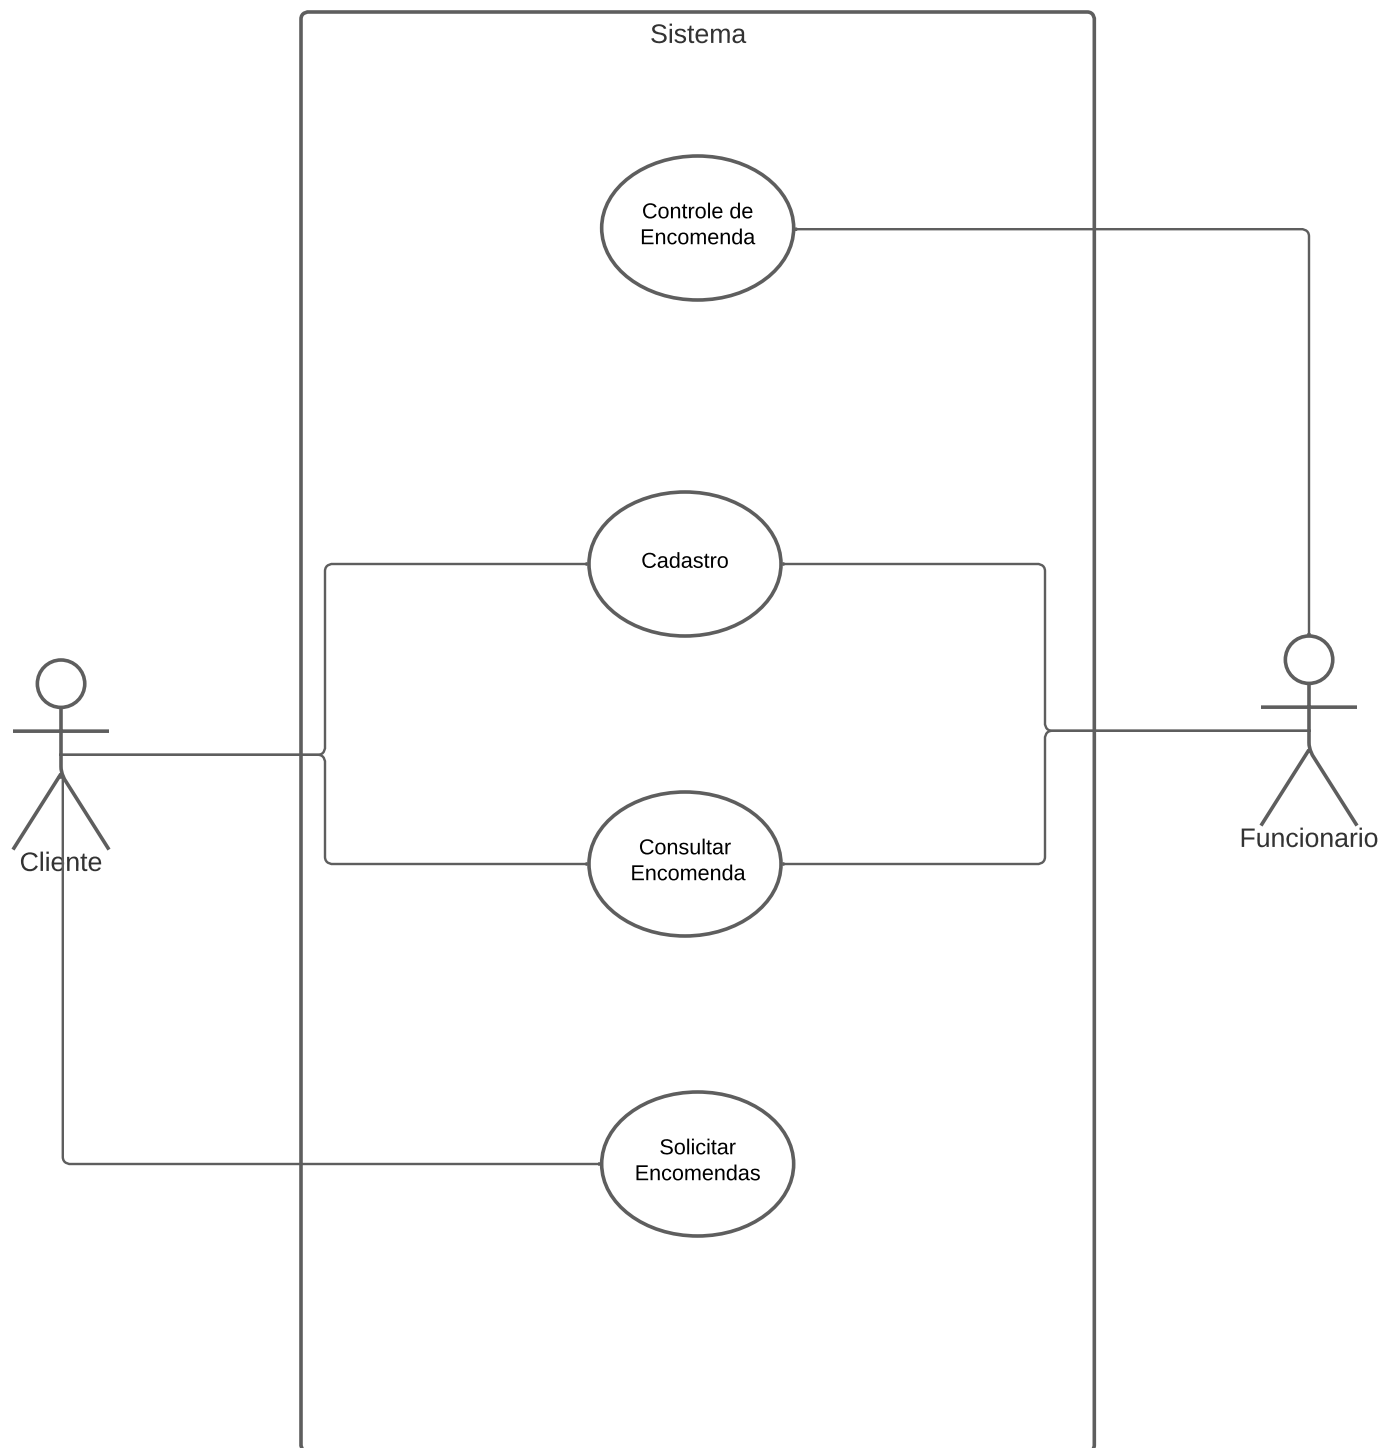 Sistema
Controle de
Encomenda
Cadastro
Consultar
Encomenda
Cliente
Funcionario
Solicitar
Encomendas